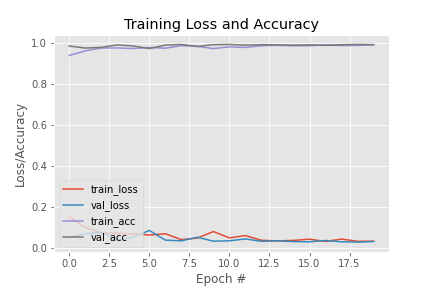 Training Loss and Accuracy
Loss/Accuracy
1.0
0.8
0.6
0.4
0.2
0.0
train_loss
val_loss
train_acc
val_acc
0.0 2.5 5.0 7.5 10.0 12.5 15.0 17.5
Epoch #